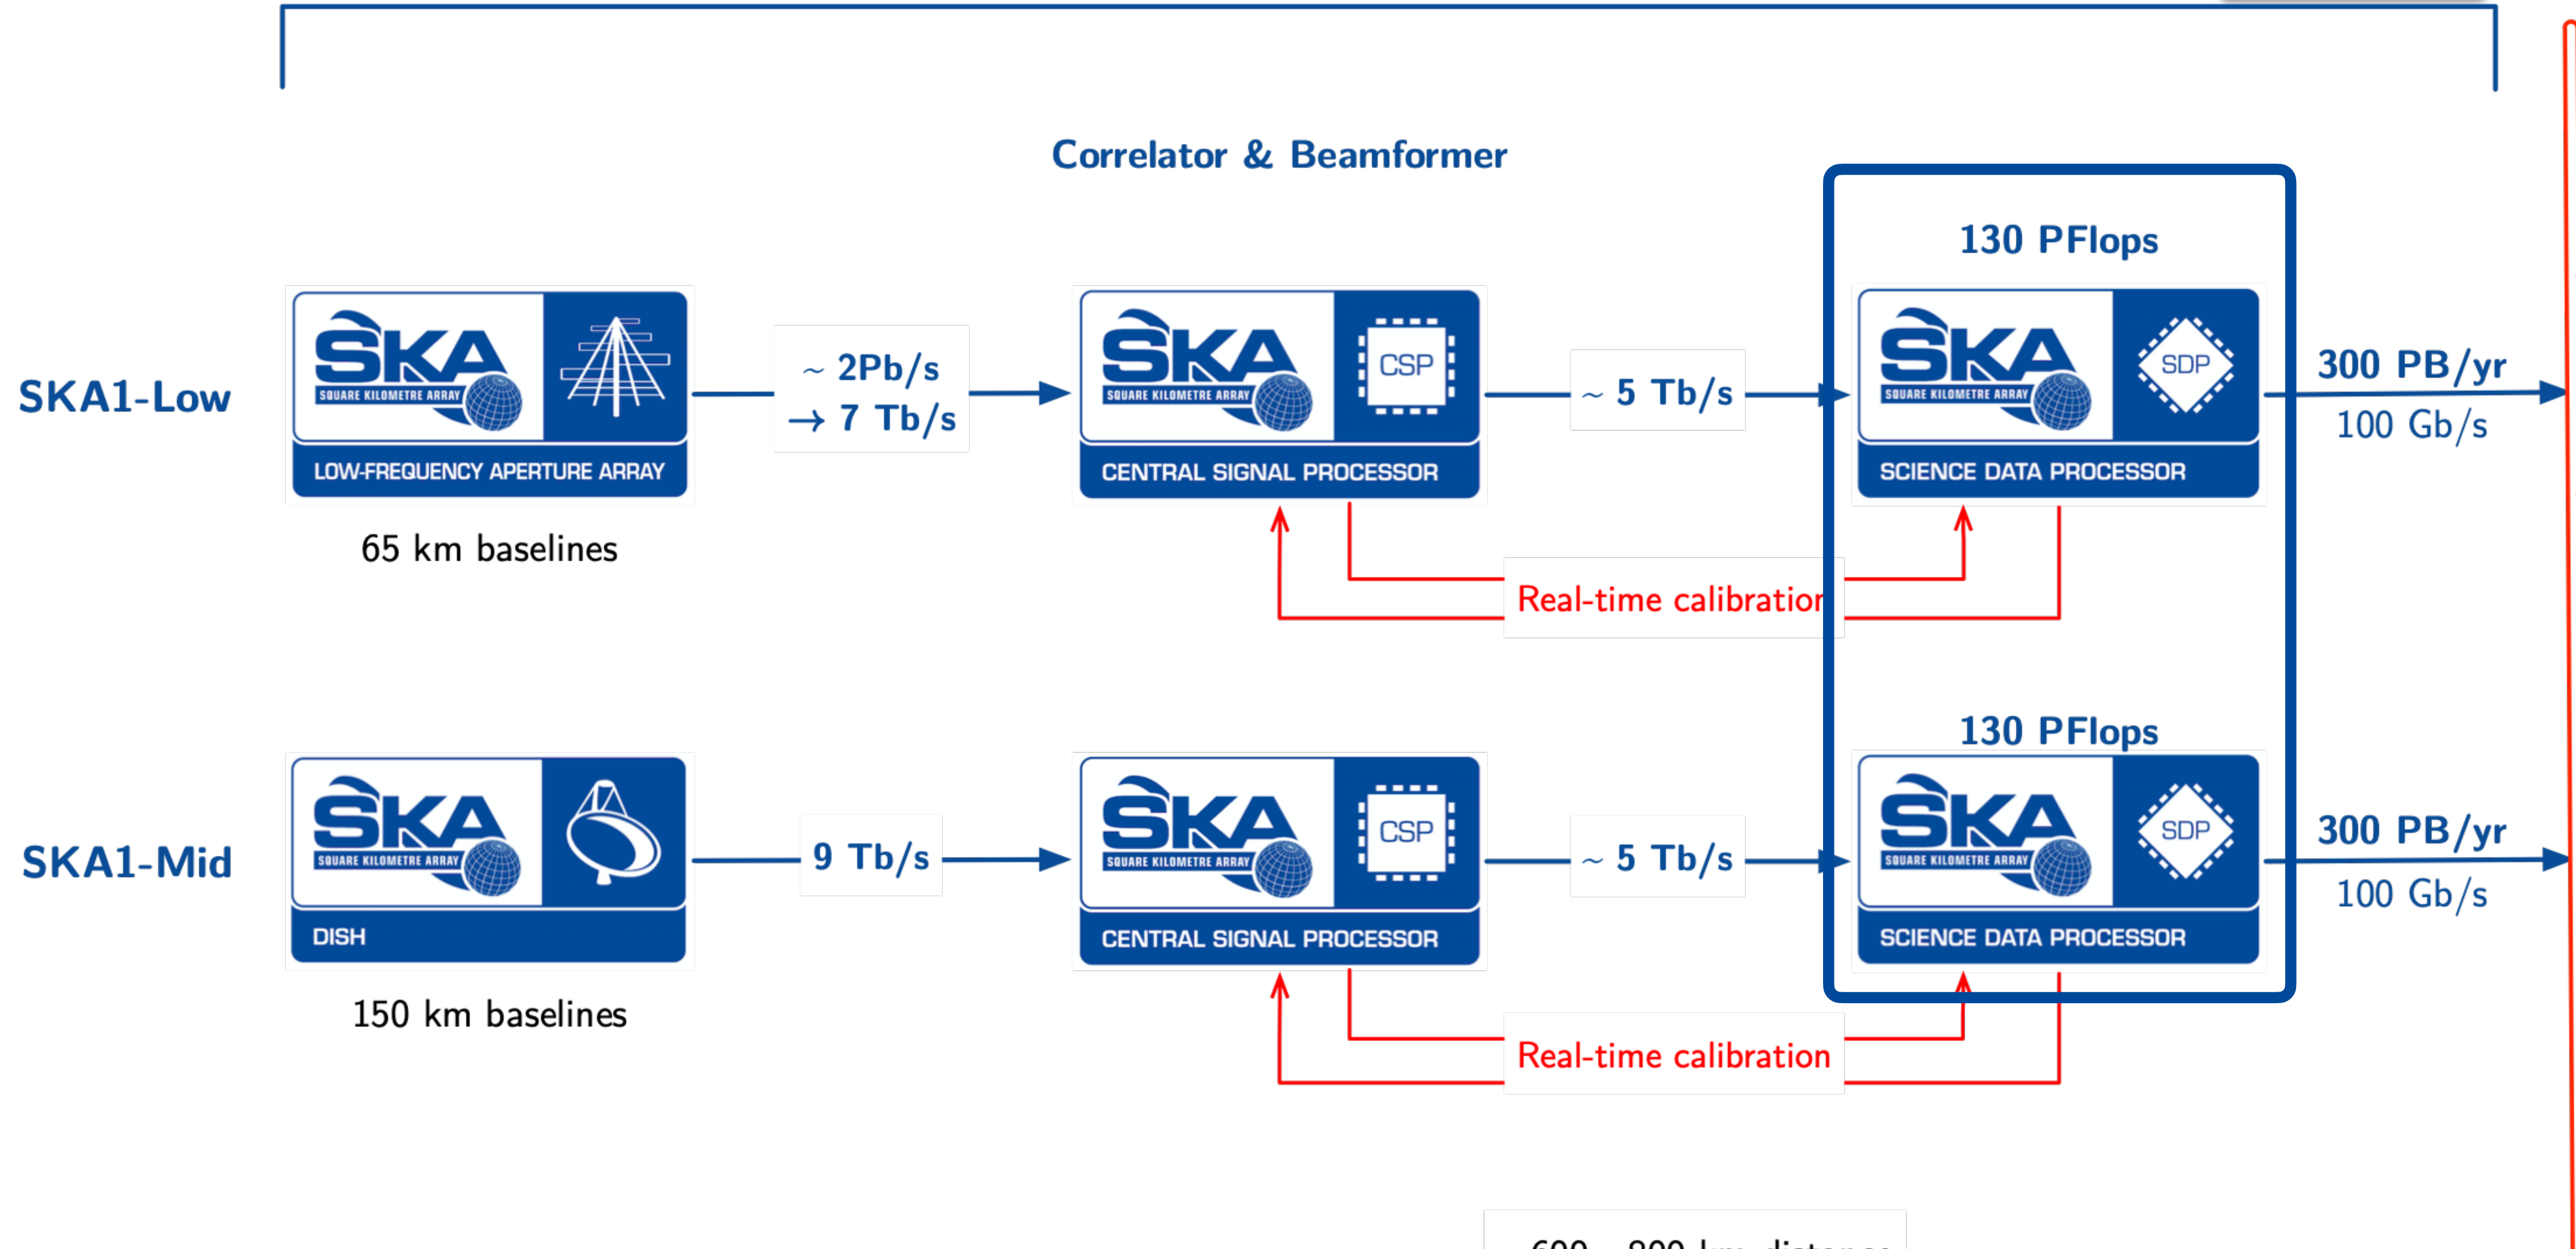 Correlator & Beamformer
130 PFlops
SKA1-Low
SKA
SQUARE KILOMETRE ARRAY
LOW-FREQUENCY APERTURE ARRAY
65 km baselines
~ 2Pb/s
→ 7 Tb/s
SKA
SQUARE KILOMETRE ARRAY
CSP
CENTRAL SIGNAL PROCESSOR
~ 5 Tb/s
SKA
SQUARE KILOMETRE ARRAY
SDP
SCIENCE DATA PROCESSOR
300 PB/yr
100 Gb/s
Real-time calibration
130 PFlops
SKA1-Mid
SKA
SQUARE KILOMETRE ARRAY
DISH
150 km baselines
9 Tb/s
SKA
SQUARE KILOMETRE ARRAY
CSP
CENTRAL SIGNAL PROCESSOR
~ 5 Tb/s
SKA
SQUARE KILOMETRE ARRAY
SDP
SCIENCE DATA PROCESSOR
300 PB/yr
100 Gb/s
Real-time calibration
km distance